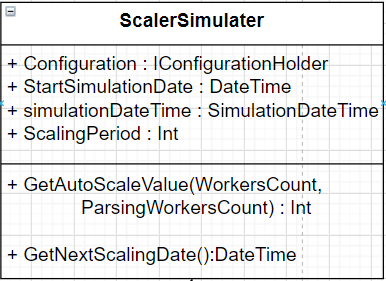 ScalerSimulater
+ Configuration : IConfigurationHolder
+ StartSimulationDate : DateTime
+ simulationDateTime : SimulationDateTime
+ ScalingPeriod : Int
+ GetAutoScaleValue(WorkersCount,
ParsingWorkersCount) : Int
+ GetNextScalingDate():DateTime